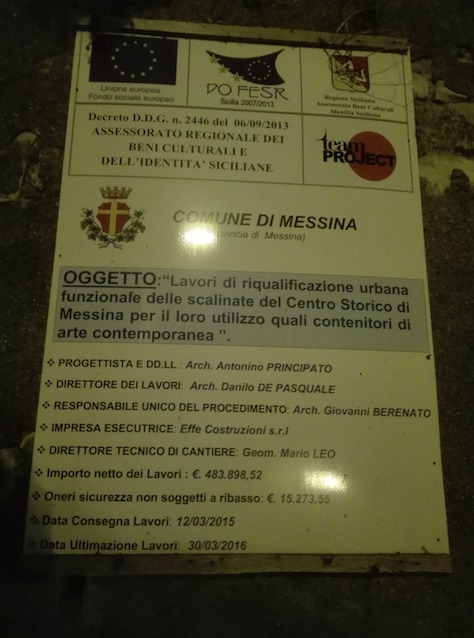 Unione europea
Fondo sociale europeo
PO FESR
Sicilia 2007/2013
Regione Siciliana
Assessorato Beni Culturali
Identità Siciliana
Decreto D.D.G. n. 2446 del 06/09/2013
ASSESSORATO REGIONALE DEI
BENI CULTURALI E
DELL'IDENTITA' SICILIANE
team
PROJECT
COMUNE DI MESSINA
di Messina)
OGGETTO:“Lavori di riqualificazione urbana
funzionale delle scalinate del Centro Storico di
Messina per il loro utilizzo quali contenitori di
arte contemporanea ”.
❖ PROGETTISTA E DD.LL.: Arch. Antonino PRINCIPATO
❖ DIRETTORE DEI LAVORI: Arch. Danilo DE PASQUALE
❖ RESPONSABILE UNICO DEL PROCEDIMENTO: Arch. Giovanni BERENATO
❖ IMPRESA ESECUTRICE: Effe Costruzioni s.r.l
❖ DIRETTORE TECNICO DI CANTIERE: Geom. Mario LEO
❖ Importo netto dei Lavori : €. 483.898,52
❖ Oneri sicurezza non soggetti a ribasso: €. 15.273,55
❖ Data Consegna Lavori: 12/03/2015
❖ Data Ultimazione Lavori: 30/03/2016